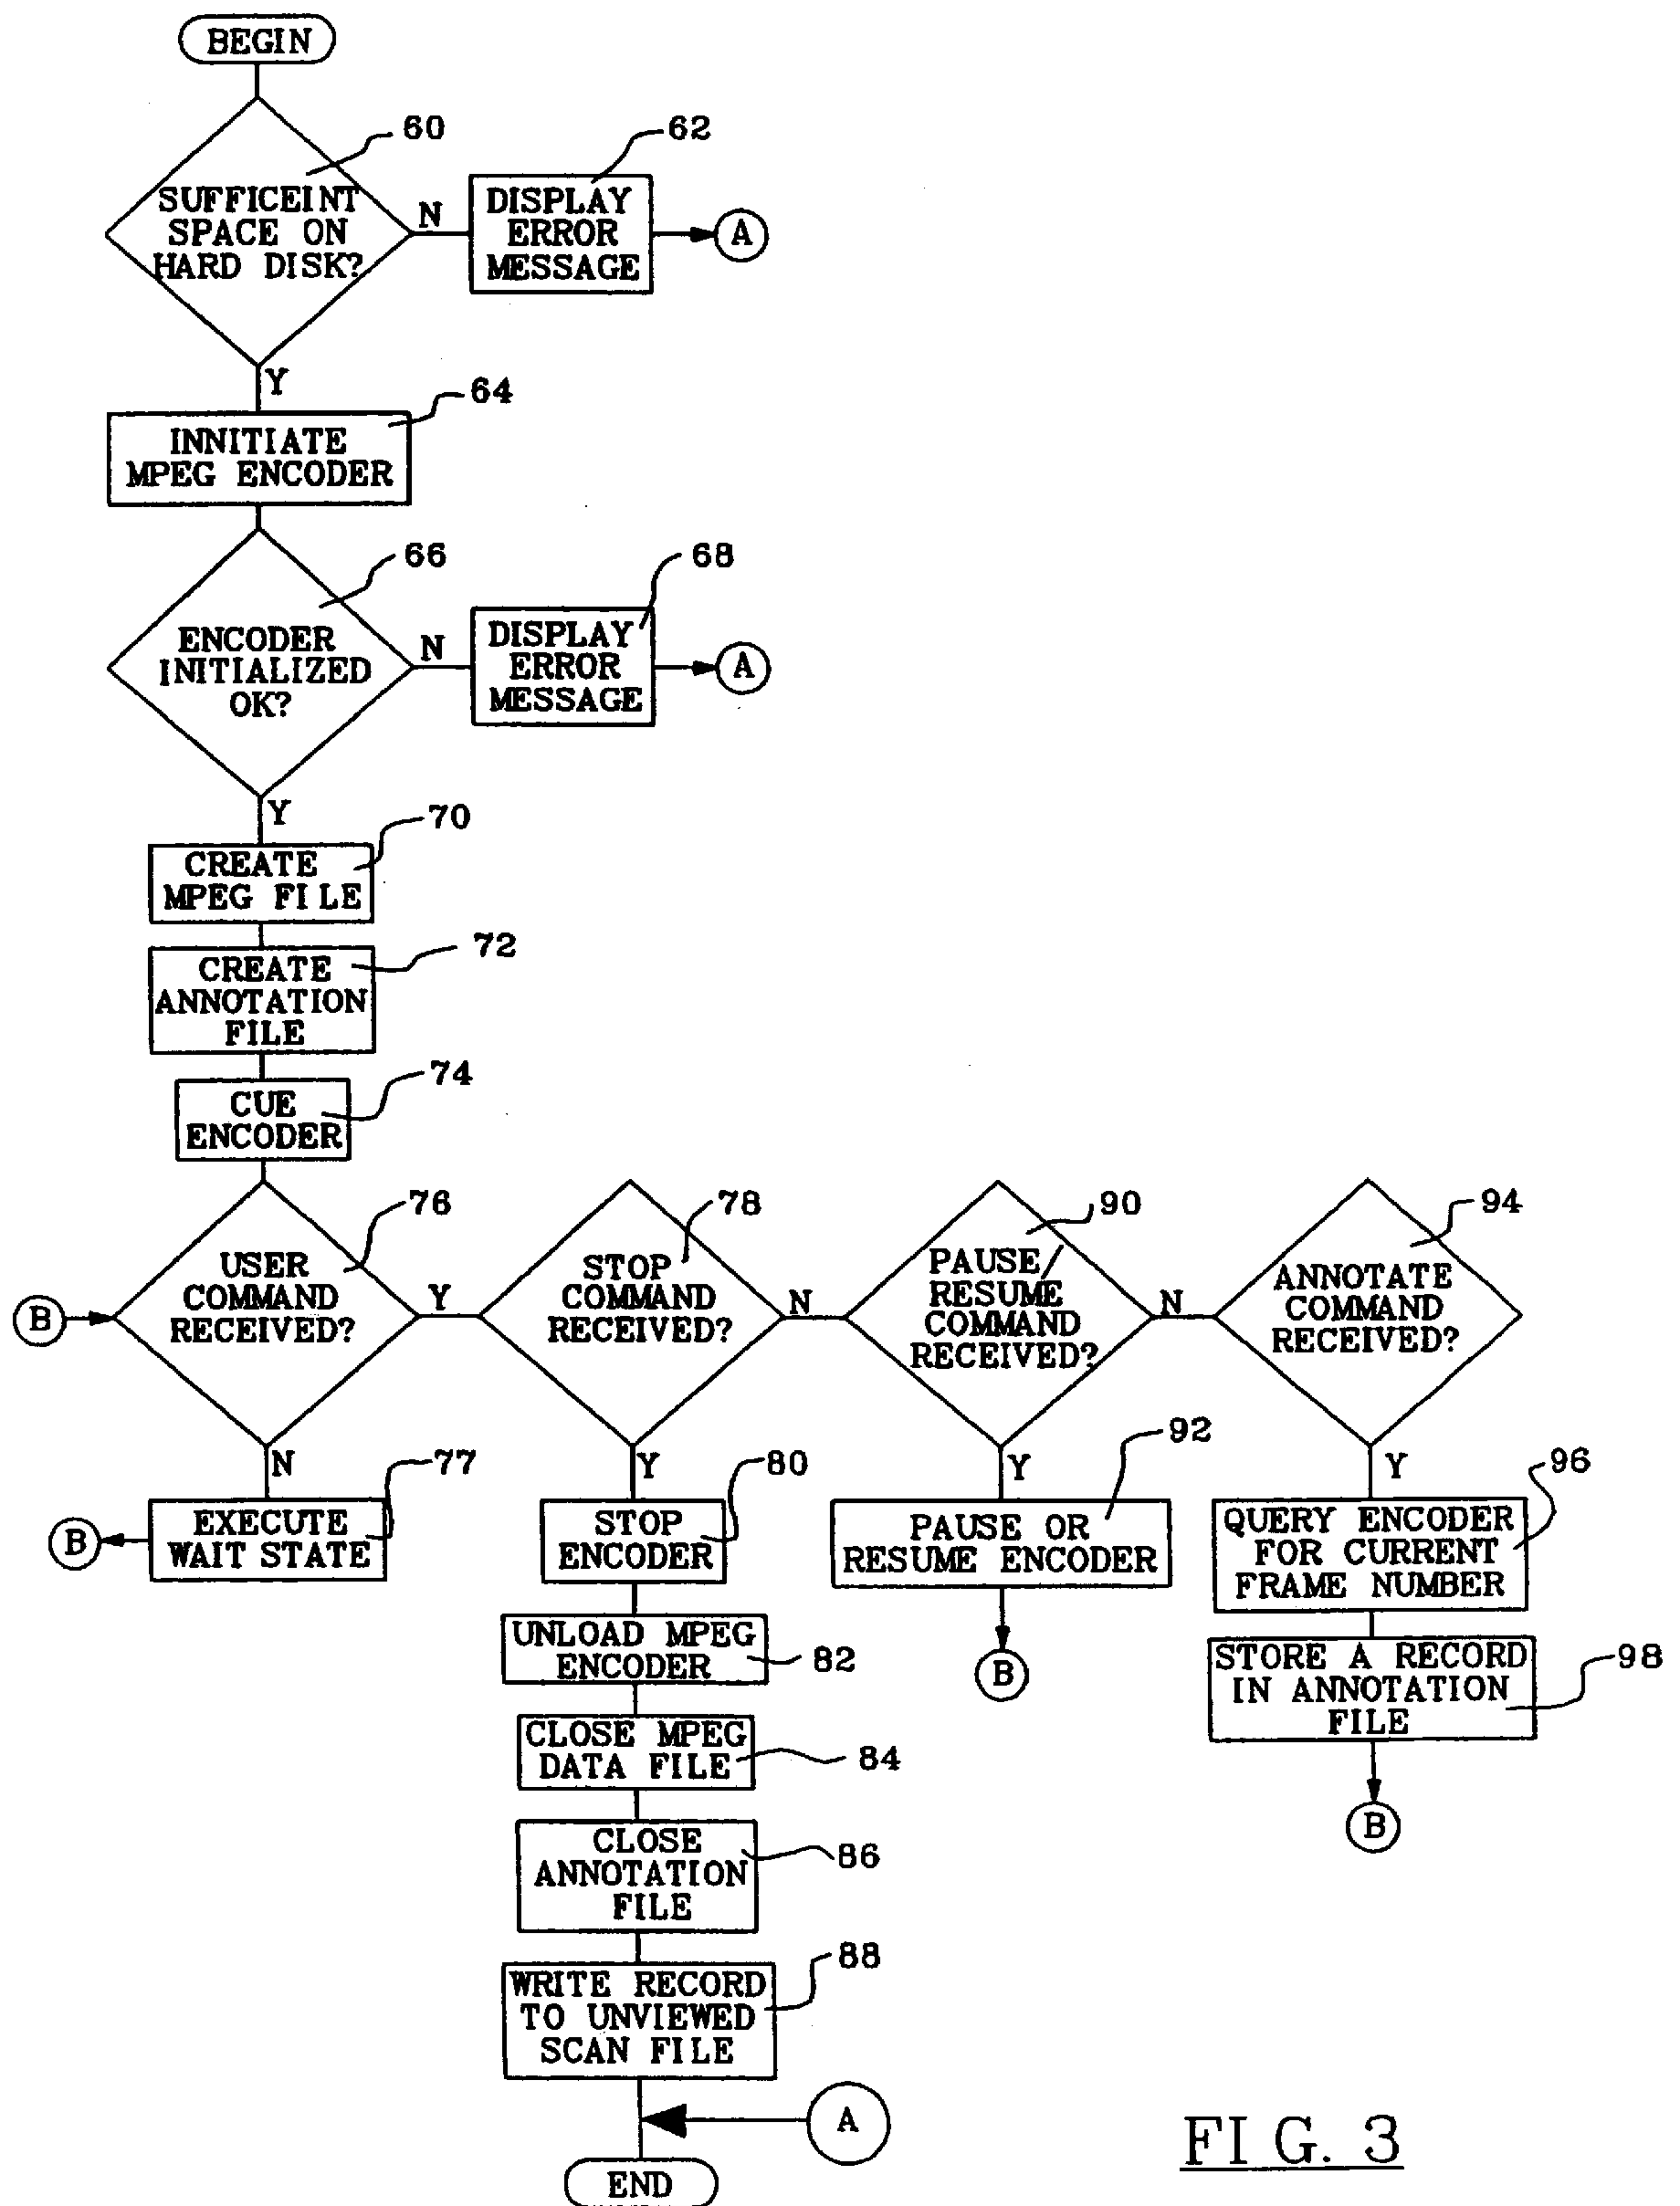 BEGIN
60
SUFFICEINT
SPACE ON
HARD DISK?
N
62
DISPLAY
ERROR
MESSAGE
A
Y
64
INNITIATE
MPEG ENCODER
66
ENCODER
INITIALIZED
OK?
N
68
DISPLAY
ERROR
MESSAGE
A
Y
70
CREATE
MPEG FILE
72
CREATE
ANNOTATION
FILE
74
CUE
ENCODER
B
76
USER
COMMAND
RECEIVED?
Y
78
STOP
COMMAND
RECEIVED?
N
90
PAUSE/
RESUME
COMMAND
RECEIVED?
N
94
ANNOTATE
COMMAND
RECEIVED?
N
77
EXECUTE
WAIT STATE
B
Y
80
STOP
ENCODER
UNLOAD MPEG
ENCODER
82
CLOSE MPEG
DATA FILE
84
CLOSE
ANNOTATION
FILE
86
88
WRITE RECORD
TO UNVIEWED
SCAN FILE
A
END
Y
92
PAUSE OR
RESUME ENCODER
B
Y
96
QUERY ENCODER
FOR CURRENT
FRAME NUMBER
STORE A RECORD
IN ANNOTATION
FILE
98
B
FIG. 3